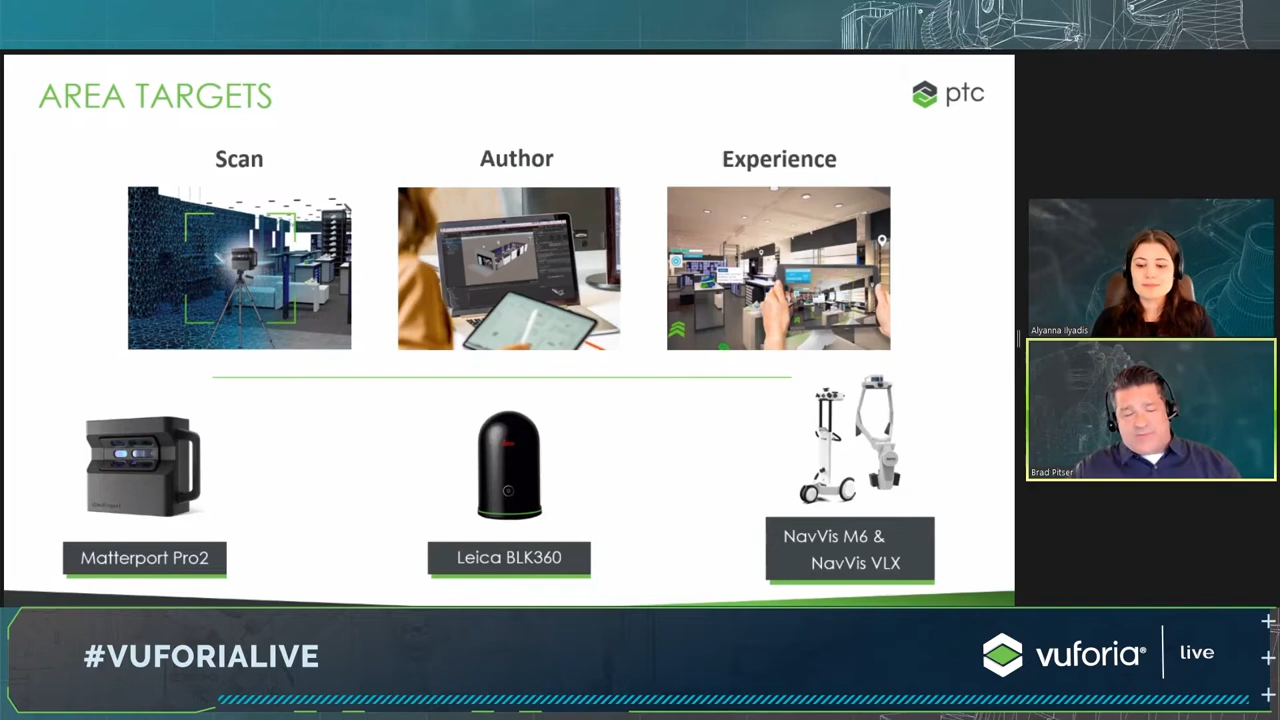 AREA TARGETS
ptc
Scan
Author
Experience
Matterport Pro2
Leica BLK360
NavVis M6 &
NavVis VLX
Alyanna Ilyadis
Brad Pitser
#VUFORIALIVE
vuforia® live